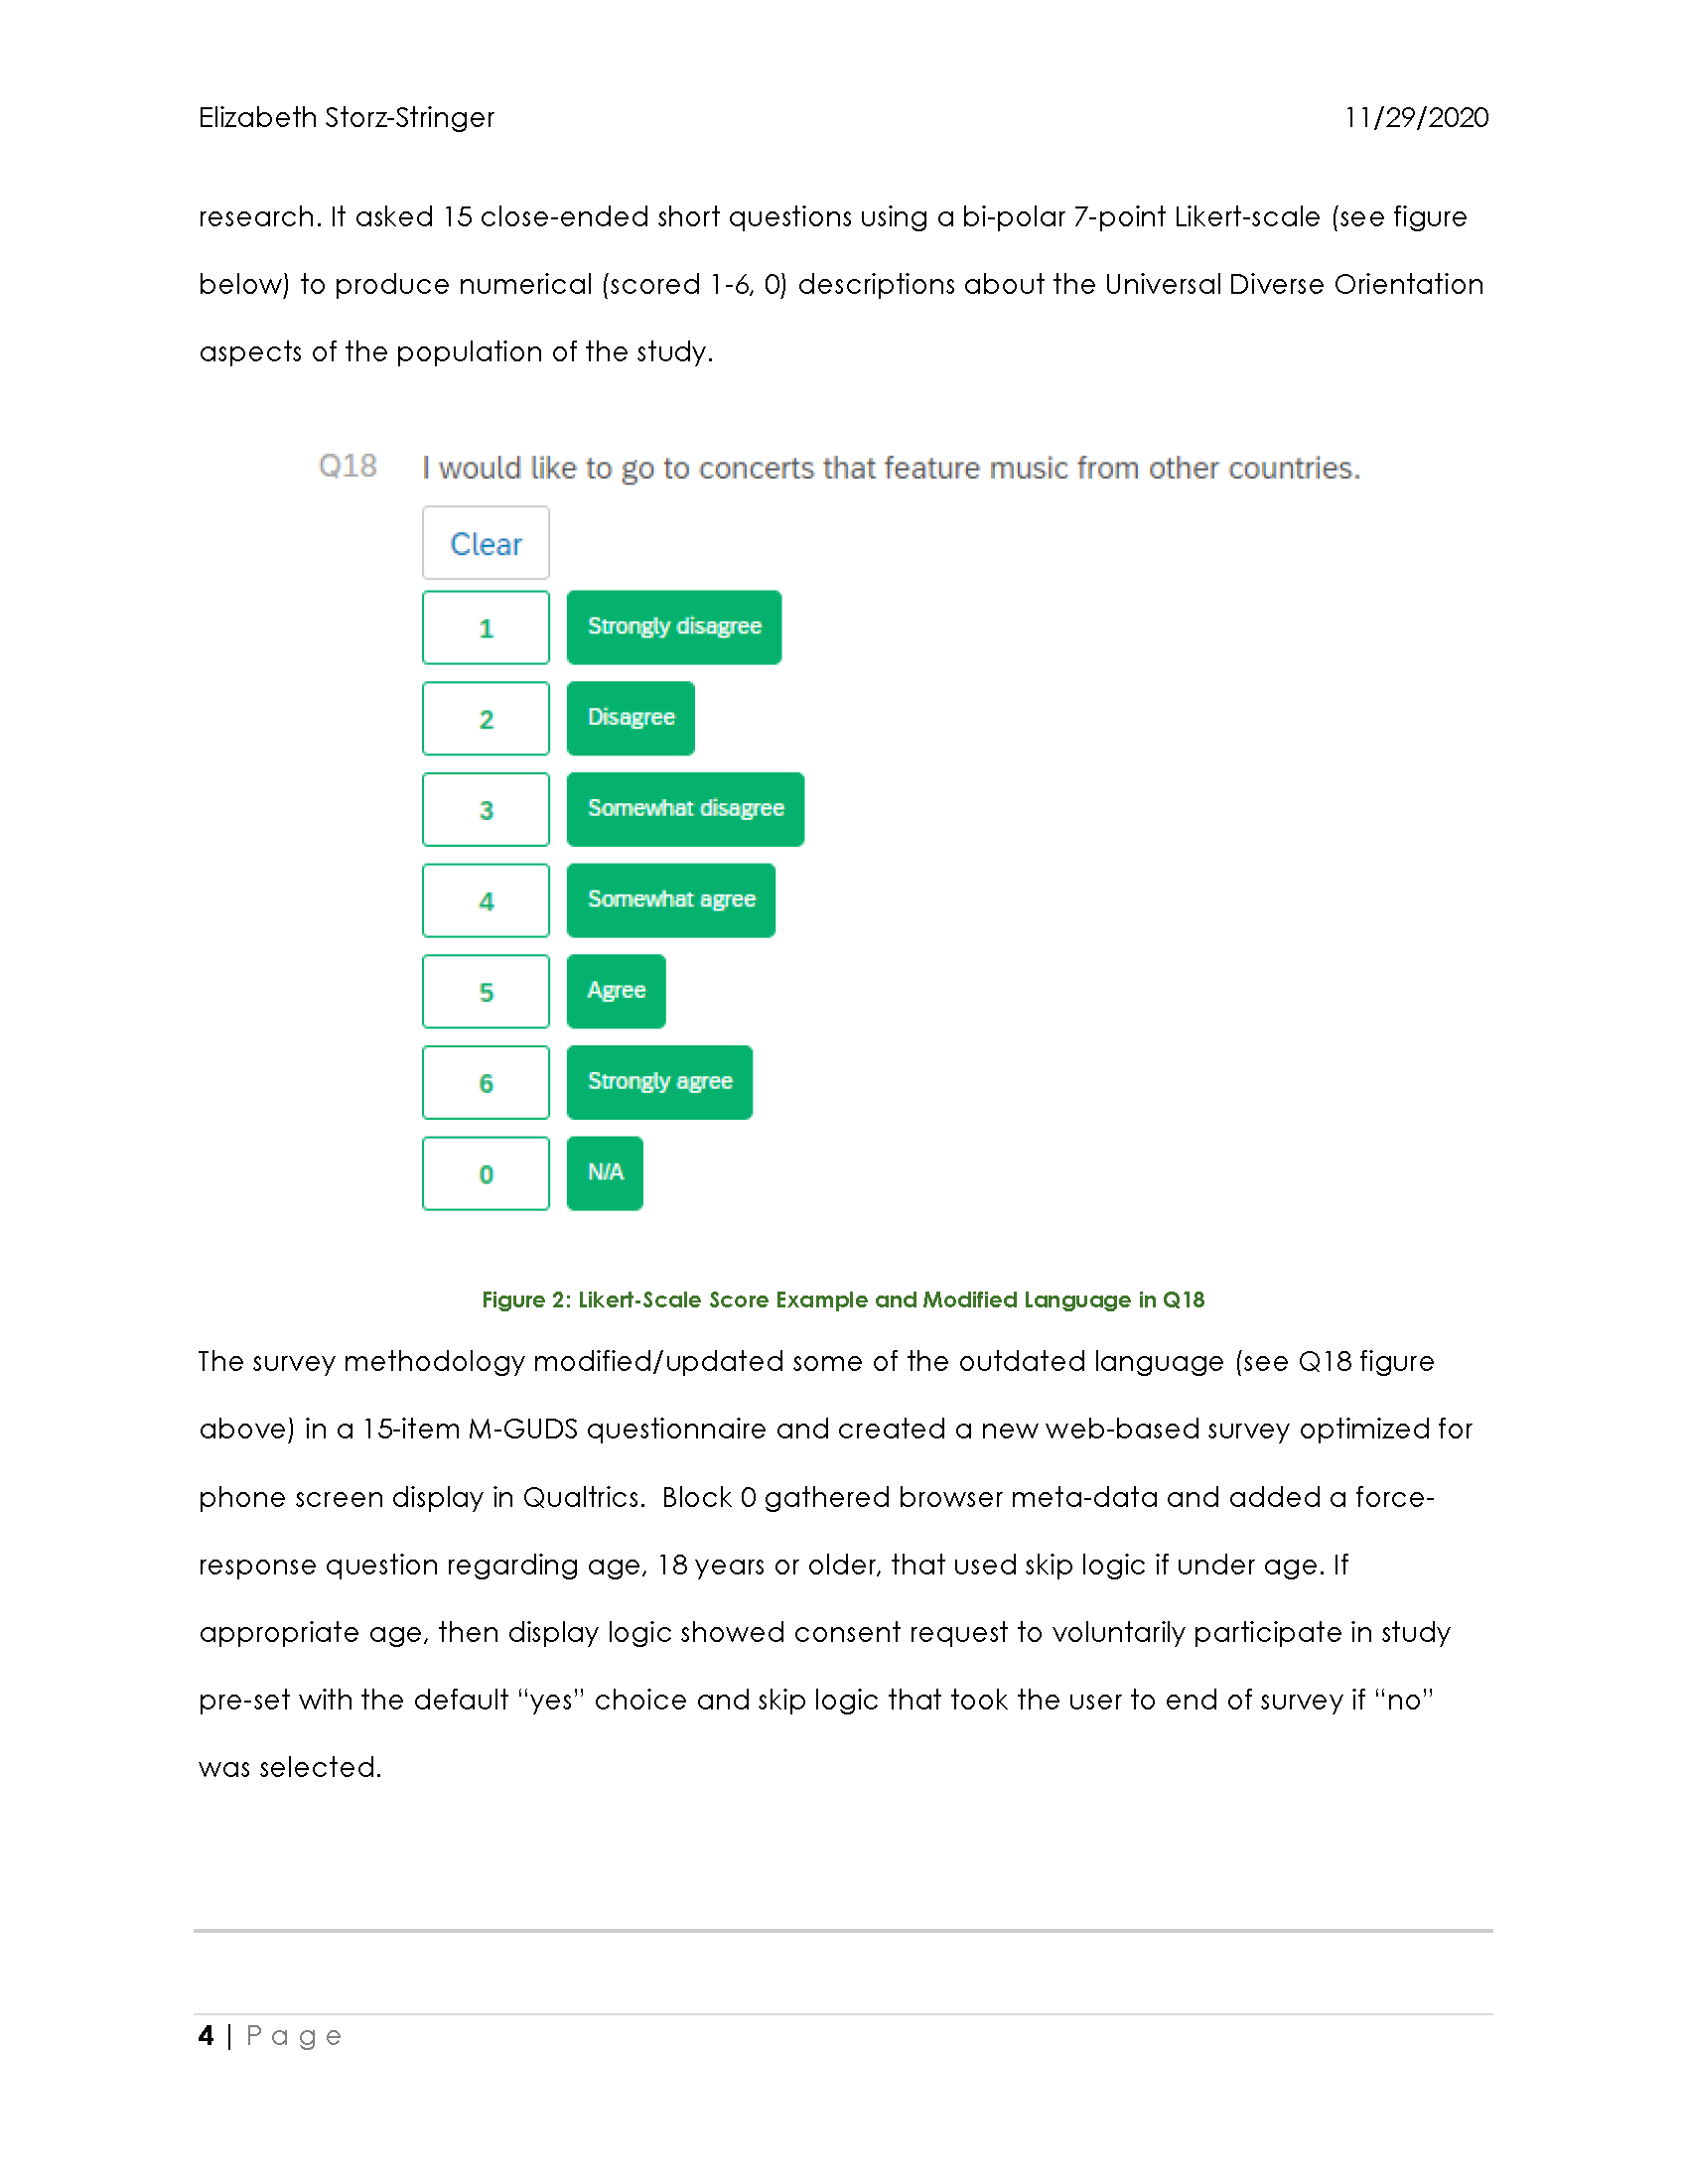 Elizabeth Storz-Stringer 11/29/2020
research. It asked 15 close-ended short questions using a bi-polar 7-point Likert-scale (see figure
below) to produce numerical (scored 1-6, 0) descriptions about the Universal Diverse Orientation
aspects of the population of the study.
Q18 I would like to go to concerts that feature music from other countries.
Clear
1 Strongly disagree
2 Disagree
3 Somewhat disagree
4 Somewhat agree
5 Agree
6 Strongly agree
0 N/A
Figure 2: Likert-Scale Score Example and Modified Language in Q18
The survey methodology modified/updated some of the outdated language (see Q18 figure
above) in a 15-item M-GUDS questionnaire and created a new web-based survey optimized for
phone screen display in Qualtrics.  Block 0 gathered browser meta-data and added a force-
response question regarding age, 18 years or older, that used skip logic if under age. If
appropriate age, then display logic showed consent request to voluntarily participate in study
pre-set with the default “yes” choice and skip logic that took the user to end of survey if “no”
was selected.
4 | P a g e